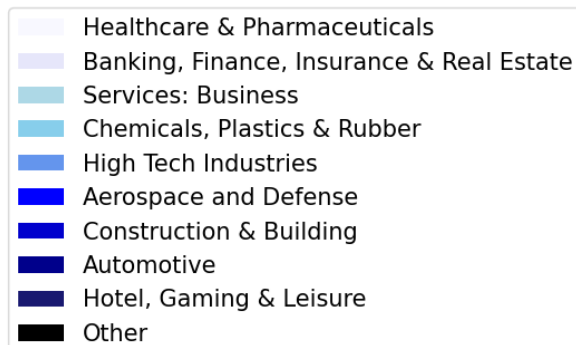 Healthcare & Pharmaceuticals
Banking, Finance, Insurance & Real Estate
Services: Business
Chemicals, Plastics & Rubber
High Tech Industries
Aerospace and Defense
Construction & Building
Automotive
Hotel, Gaming & Leisure
Other